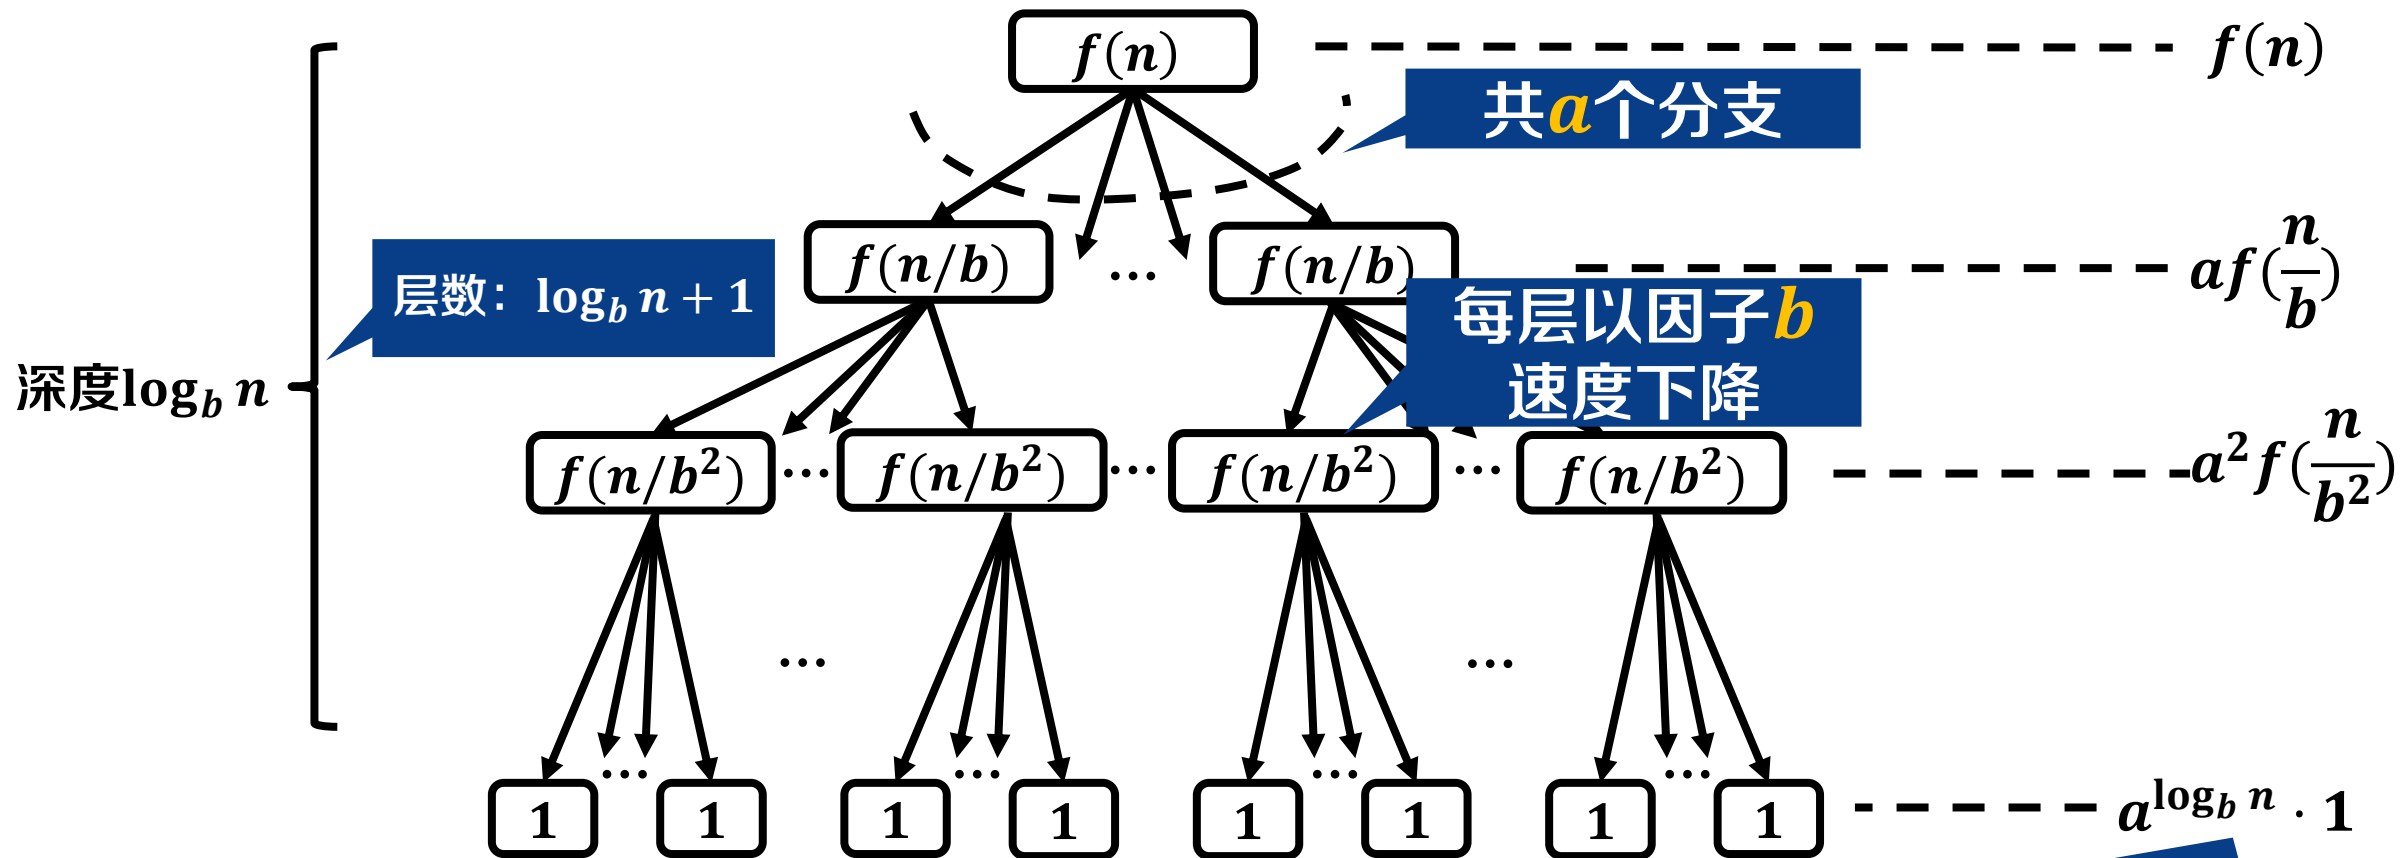 f(n)
f(n)
共a个分支
f(n/b)
…
f(n/b)
af(n/b)
层数：log_b n + 1
每层以因子b
速度下降
深度log_b n
f(n/b²)
…
f(n/b²)
…
f(n/b²)
…
f(n/b²)
a²f(n/b²)
…
…
1
…
1
1
…
1
1
…
1
1
…
1
a^{log_b n} · 1